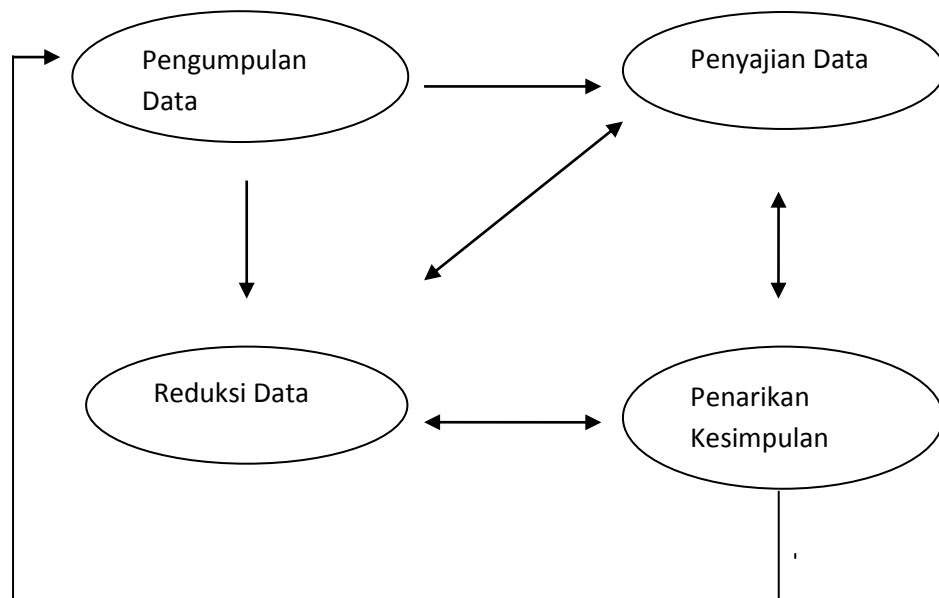 Pengumpulan
Data
Penyajian Data
Reduksi Data
Penarikan
Kesimpulan